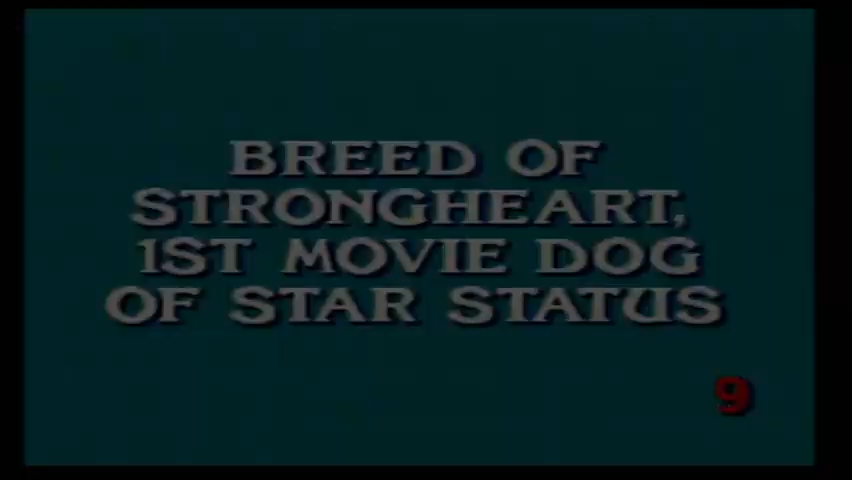 BREED OF
STRONGHEART,
1ST MOVIE DOG
OF STAR STATUS
9